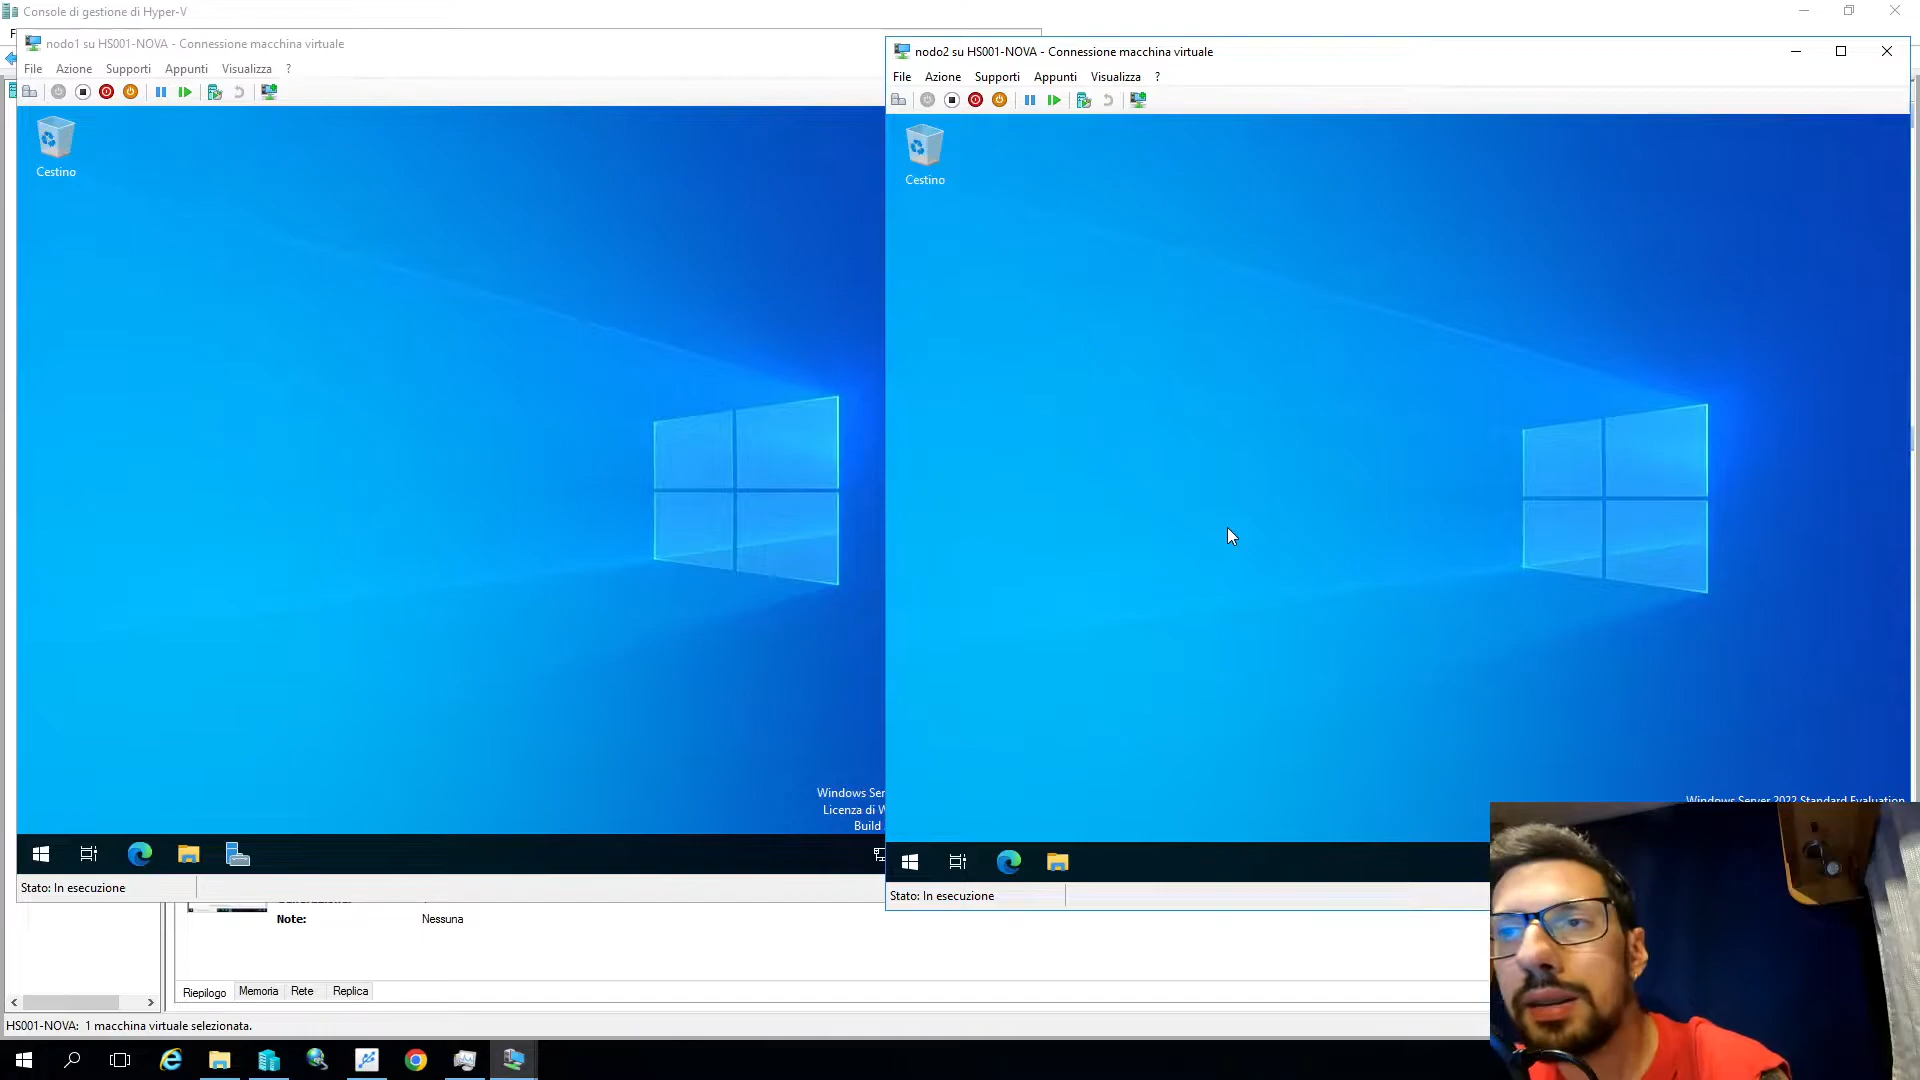 Console di gestione di Hyper-V
F
nodo1 su HS001-NOVA - Connessione macchina virtuale
File Azione Supporti Appunti Visualizza ?
Cestino
Windows Ser
Licenza di W
Build
Stato: In esecuzione
nodo2 su HS001-NOVA - Connessione macchina virtuale
File Azione Supporti Appunti Visualizza ?
Cestino
Windows Server 2022 Standard Evaluation
Stato: In esecuzione
Note: Nessuna
Riepilogo Memoria Rete Replica
HS001-NOVA: 1 macchina virtuale selezionata.